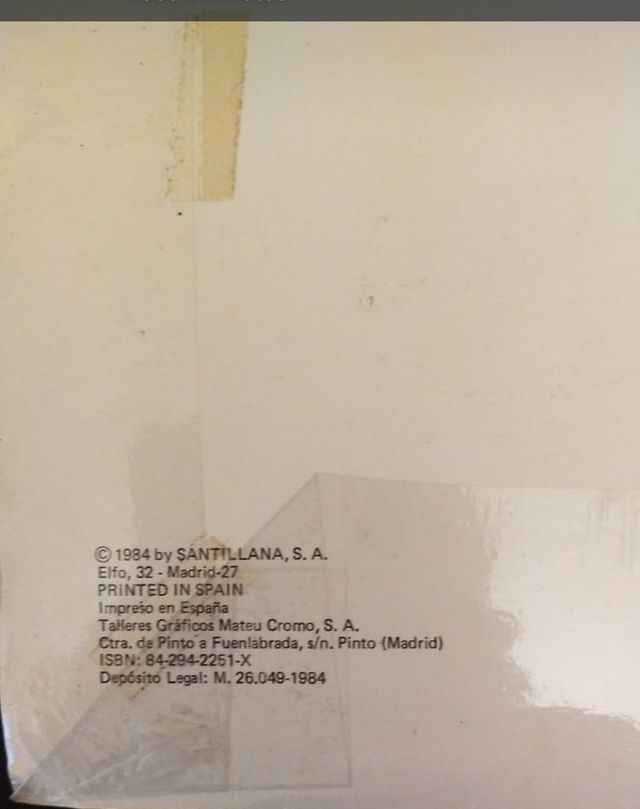 © 1984 by SANTILLANA, S. A.
Elfo, 32 - Madrid-27
PRINTED IN SPAIN
Impreso en España
Talleres Gráficos Mateu Cromo, S. A.
Ctra. de Pinto a Fuenlabrada, s/n. Pinto (Madrid)
ISBN: 84-294-2251-X
Depósito Legal: M. 26.049-1984